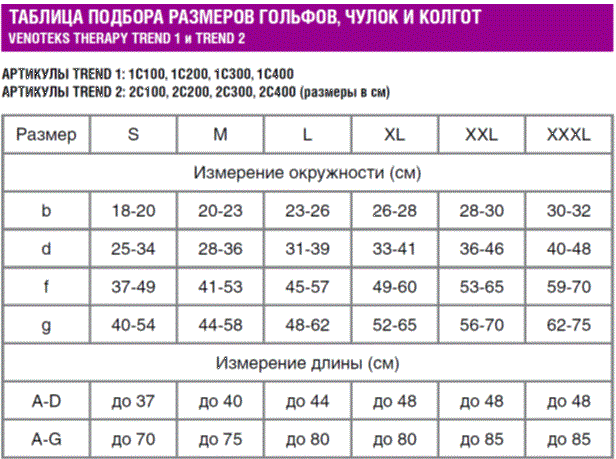 ТАБЛИЦА ПОДБОРА РАЗМЕРОВ ГОЛЬФОВ, ЧУЛОК И КОЛГОТ
VENOTEKS THERAPY TREND 1 и TREND 2
АРТИКУЛЫ TREND 1: 1C100, 1C200, 1C300, 1C400
АРТИКУЛЫ TREND 2: 2C100, 2C200, 2C300, 2C400 (размеры в см)
Размер S M L XL XXL XXXL
Измерение окружности (см)
b 18-20 20-23 23-26 26-28 28-30 30-32
d 25-34 28-36 31-39 33-41 36-46 40-48
f 37-49 41-53 45-57 49-60 53-65 59-70
g 40-54 44-58 48-62 52-65 56-70 62-75
Измерение длины (см)
A-D до 37 до 40 до 44 до 48 до 48 до 48
A-G до 70 до 75 до 80 до 80 до 85 до 85